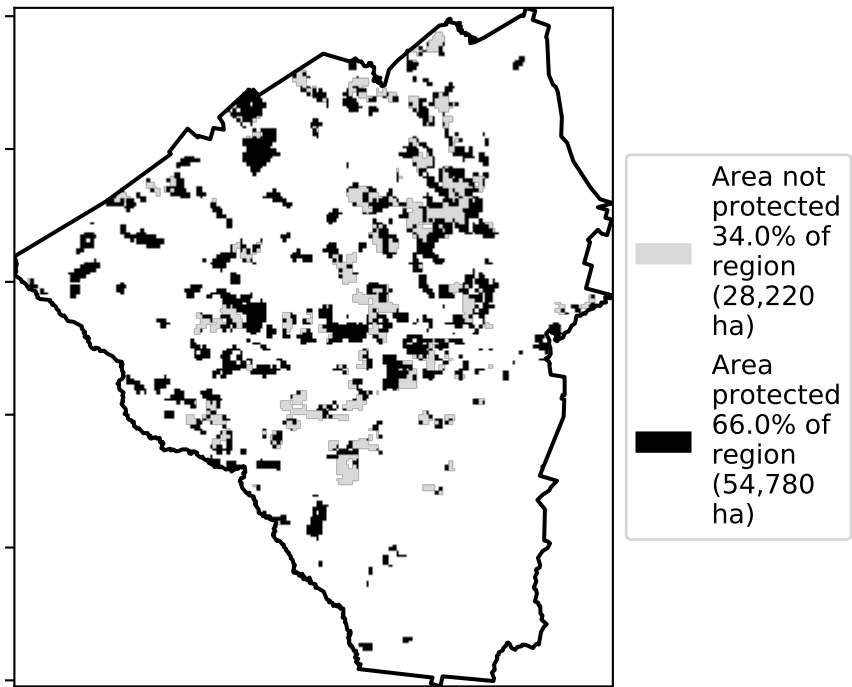 Area not
protected
34.0% of
region
(28,220
ha)
Area
protected
66.0% of
region
(54,780
ha)